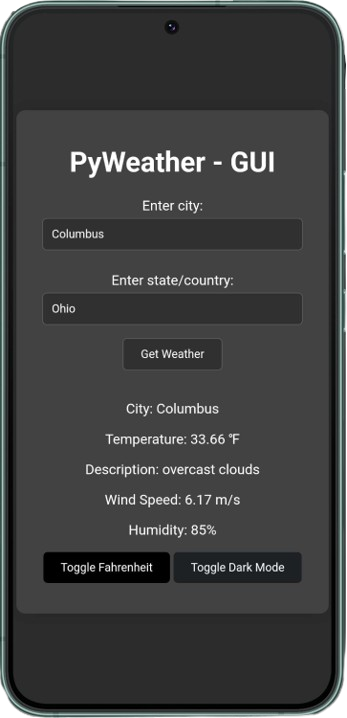 PyWeather - GUI
Enter city:
Columbus
Enter state/country:
Ohio
Get Weather
City: Columbus
Temperature: 33.66 °F
Description: overcast clouds
Wind Speed: 6.17 m/s
Humidity: 85%
Toggle Fahrenheit Toggle Dark Mode